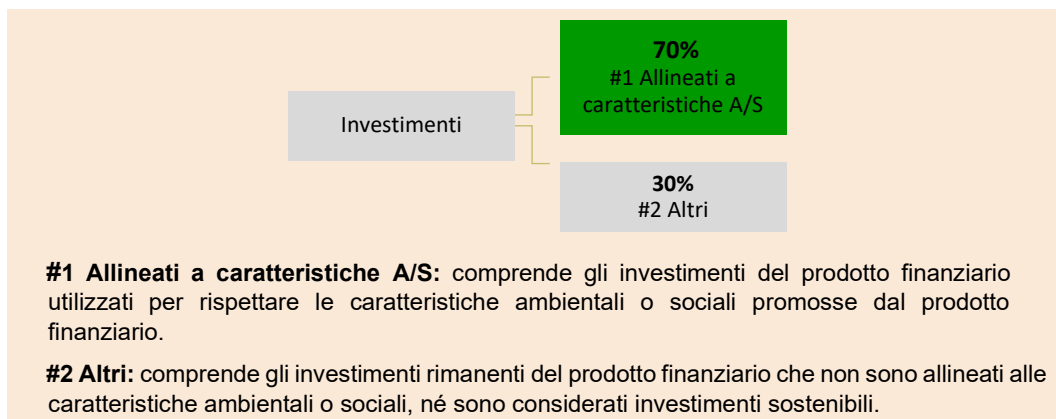 70%
#1 Allineati a
caratteristiche A/S
Investimenti
30%
#2 Altri
#1 Allineati a caratteristiche A/S: comprende gli investimenti del prodotto finanziario
utilizzati per rispettare le caratteristiche ambientali o sociali promosse dal prodotto
finanziario.
#2 Altri: comprende gli investimenti rimanenti del prodotto finanziario che non sono allineati alle
caratteristiche ambientali o sociali, né sono considerati investimenti sostenibili.